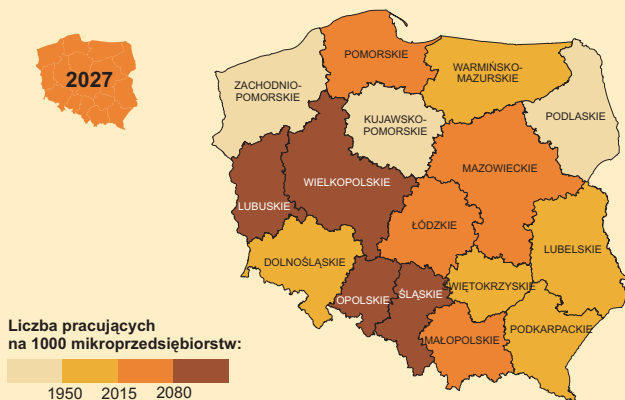 2027
POMORSKIE
WARMIŃSKO-
MAZURSKIE
ZACHODNIO-
POMORSKIE
KUJAWSKO-
POMORSKIE
PODLASKIE
MAZOWIECKIE
WIELKOPOLSKIE
LUBUSKIE
ŁÓDZKIE
LUBELSKIE
DOLNOŚLĄSKIE
OPOLSKIE
ŚLĄSKIE
ŚWIĘTOKRZYSKIE
MAŁOPOLSKIE
PODKARPACKIE
Liczba pracujących
na 1000 mikroprzedsiębiorstw:
1950 2015 2080